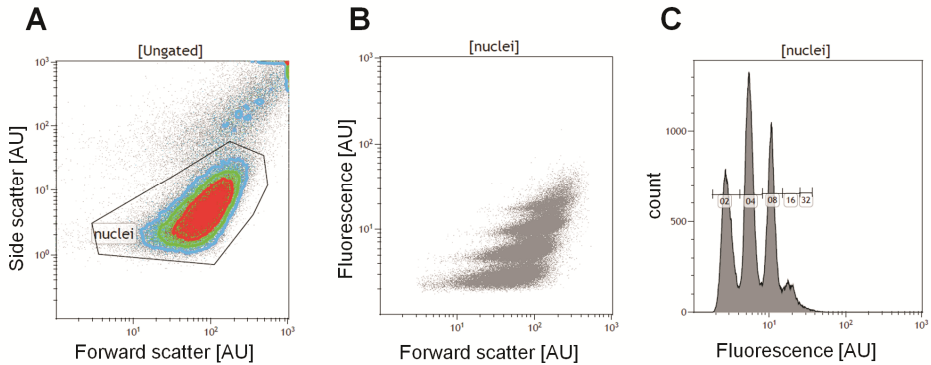 A
[Ungated]
Side scatter [AU]
10³
10²
10¹
10⁰
nuclei
10¹
10²
10³
Forward scatter [AU]
B
[nuclei]
Fluorescence [AU]
10³
10²
10¹
10¹
10²
10³
Forward scatter [AU]
C
[nuclei]
count
1000
500
0
02 04 08 16 32
10¹
10²
10³
Fluorescence [AU]